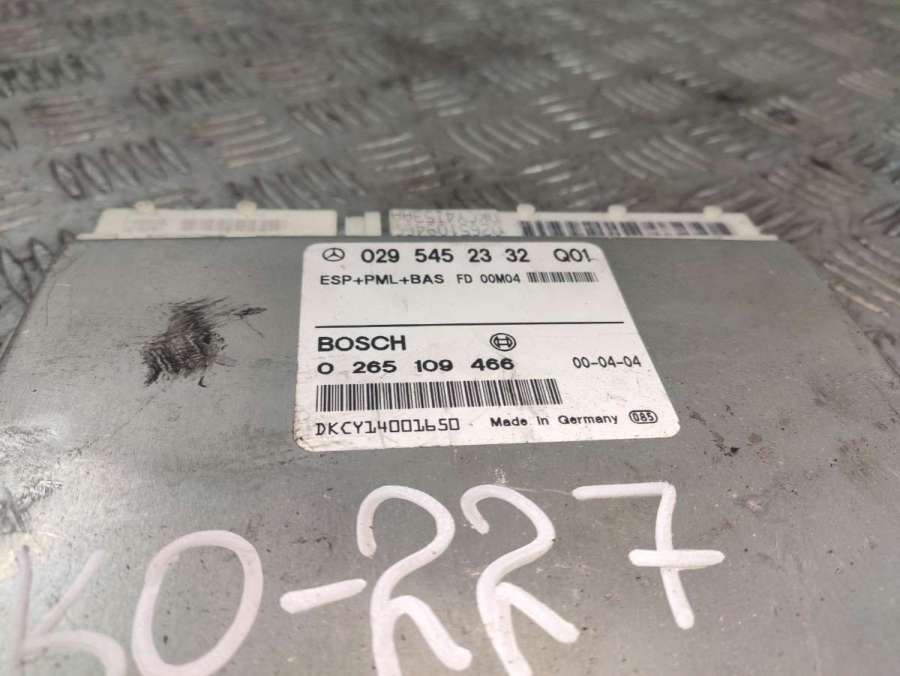 029 545 23 32 Q01
ESP+PML+BAS FD 00M04
BOSCH
0 265 109 466 00-04-04
DKCY14001650 Made in Germany 085
KO-227